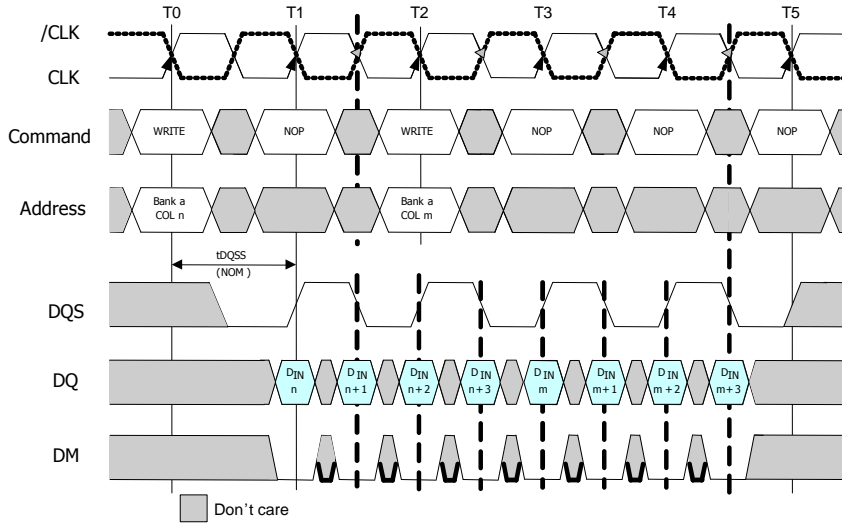 T0 T1 T2 T3 T4 T5
/CLK
CLK
Command WRITE NOP WRITE NOP NOP NOP
Address Bank a Bank a
COL n COL m
tDQSS
(NOM )
DQS
DQ DIN DIN DIN DIN DIN DIN DIN DIN
n n+1 n+2 n+3 m m+1 m+2 m+3
DM
Don't care